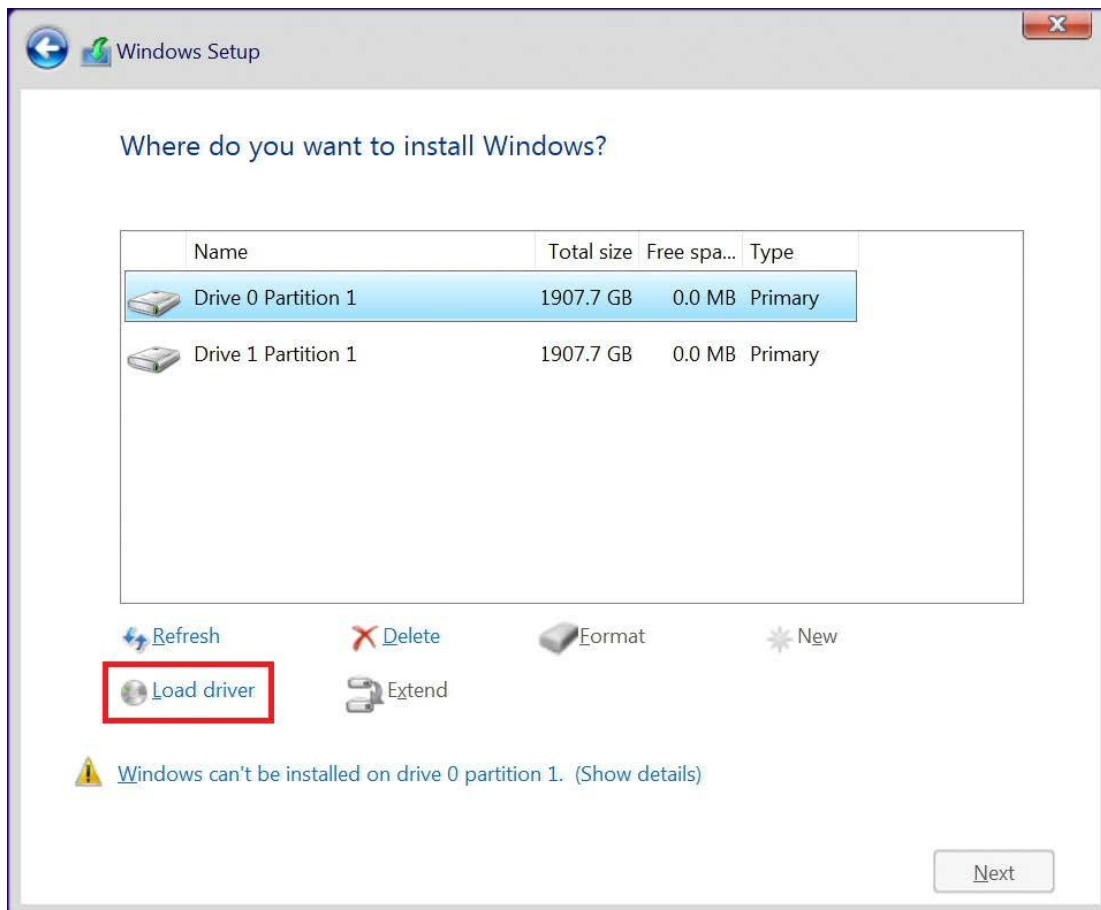 Windows Setup
Where do you want to install Windows?
Name Total size Free spa... Type
Drive 0 Partition 1 1907.7 GB 0.0 MB Primary
Drive 1 Partition 1 1907.7 GB 0.0 MB Primary
Refresh Delete Format New
Load driver Extend
Windows can't be installed on drive 0 partition 1. (Show details)
Next